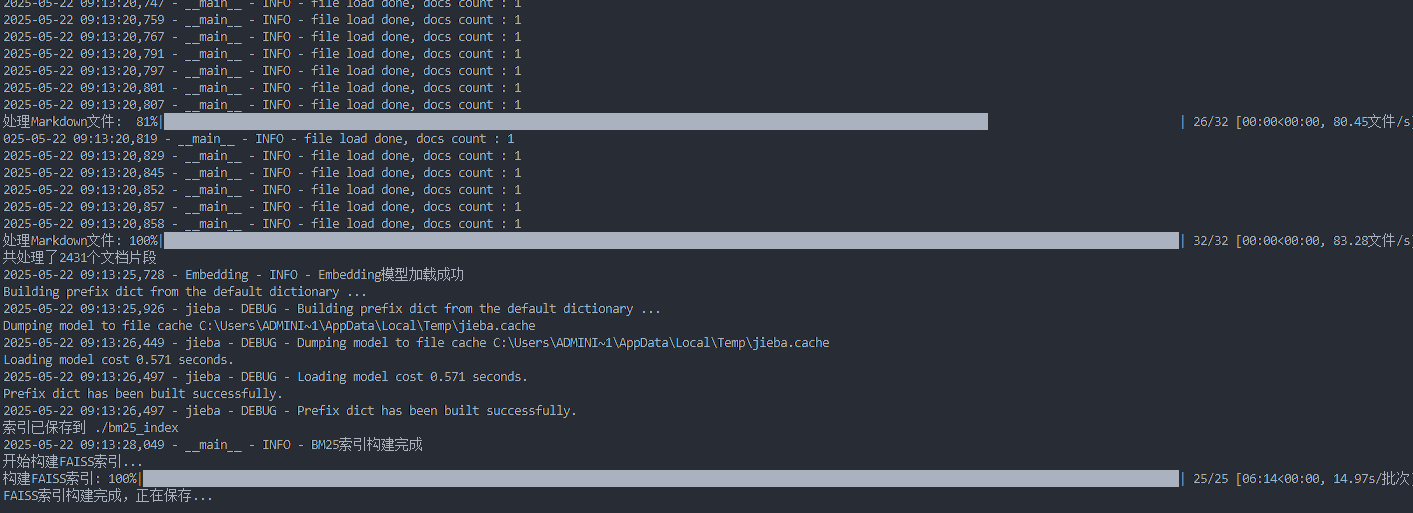 2025-05-22 09:13:20,747 - __main__ - INFO - file load done, docs count : 1
2025-05-22 09:13:20,759 - __main__ - INFO - file load done, docs count : 1
2025-05-22 09:13:20,767 - __main__ - INFO - file load done, docs count : 1
2025-05-22 09:13:20,791 - __main__ - INFO - file load done, docs count : 1
2025-05-22 09:13:20,797 - __main__ - INFO - file load done, docs count : 1
2025-05-22 09:13:20,801 - __main__ - INFO - file load done, docs count : 1
2025-05-22 09:13:20,807 - __main__ - INFO - file load done, docs count : 1
处理Markdown文件:  81%| | 26/32 [00:00<00:00, 80.45文件/s]
025-05-22 09:13:20,819 - __main__ - INFO - file load done, docs count : 1
2025-05-22 09:13:20,829 - __main__ - INFO - file load done, docs count : 1
2025-05-22 09:13:20,845 - __main__ - INFO - file load done, docs count : 1
2025-05-22 09:13:20,852 - __main__ - INFO - file load done, docs count : 1
2025-05-22 09:13:20,857 - __main__ - INFO - file load done, docs count : 1
2025-05-22 09:13:20,858 - __main__ - INFO - file load done, docs count : 1
处理Markdown文件: 100%| | 32/32 [00:00<00:00, 83.28文件/s]
共处理了2431个文档片段
2025-05-22 09:13:25,728 - Embedding - INFO - Embedding模型加载成功
Building prefix dict from the default dictionary ...
2025-05-22 09:13:25,926 - jieba - DEBUG - Building prefix dict from the default dictionary ...
Dumping model to file cache C:\Users\ADMINI~1\AppData\Local\Temp\jieba.cache
2025-05-22 09:13:26,449 - jieba - DEBUG - Dumping model to file cache C:\Users\ADMINI~1\AppData\Local\Temp\jieba.cache
Loading model cost 0.571 seconds.
2025-05-22 09:13:26,497 - jieba - DEBUG - Loading model cost 0.571 seconds.
Prefix dict has been built successfully.
2025-05-22 09:13:26,497 - jieba - DEBUG - Prefix dict has been built successfully.
索引已保存到 ./bm25_index
2025-05-22 09:13:28,049 - __main__ - INFO - BM25索引构建完成
开始构建FAISS索引...
构建FAISS索引: 100%| | 25/25 [06:14<00:00, 14.97s/批次]
FAISS索引构建完成，正在保存...